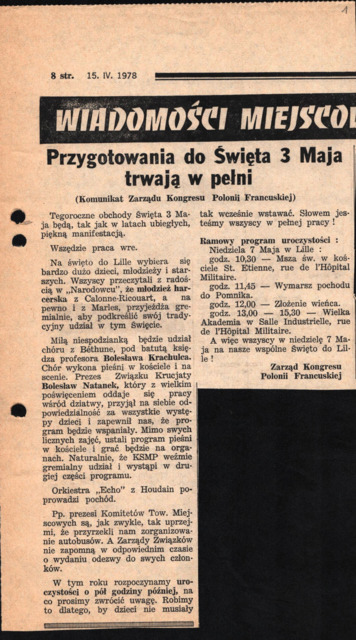 1
8 str. 15. IV. 1978
WIADOMOŚCI MIEJSCO
Przygotowania do Święta 3 Maja
trwają w pełni
(Komunikat Zarządu Kongresu Polonii Francuskiej)
Tegoroczne obchody Święta 3 Ma-
ja będą, tak jak w latach ubiegłych,
piękną manifestacją.
Wszędzie praca wre.
Na święto do Lille wybiera się
bardzo dużo dzieci, młodzieży i star-
szych. Wszyscy przeczytali z radoś-
cią w „Narodowcu”, że młodzież har-
cerska z Calonne-Ricouart, a na
pewno i z Marles, przyjeżdża gre-
mialnie, aby podkreślić swój trady-
cyjny udział w tym Święcie.
Miłą niespodzianką będzie udział
chóru z Béthune, pod batutą księ-
dza profesora Bolesława Krachulca.
Chór wykona pieśni w kościele i na
scenie. Prezes Związku Krucjaty
Bolesław Natanek, który z wielkim
poświęceniem oddaje się pracy
wśród dziatwy, przyjął na siebie od-
powiedzialność za wszystkie wystę-
py dzieci i zapewnił nas, że pro-
gram będzie wspaniały. Mimo swych
licznych zajęć, ustali program pieśni
w kościele i grać będzie na orga-
nach. Naturalnie, że KSMP weźmie
gremialny udział i wystąpi w dru-
giej części programu.
Orkiestra „Echo” z Houdain po-
prowadzi pochód.
Pp. prezesi Komitetów Tow. Miej-
scowych są, jak zwykle, tak uprzej-
mi, że przyrzekli nam zorganizowa-
nie autobusów. A Zarządy Związków
nie zapomną w odpowiednim czasie
o wydaniu odezwy do swych człon-
ków.
W tym roku rozpoczynamy uro-
czystości o pół godziny później, na
co prosimy zwrócić uwagę. Robimy
to dlatego, by dzieci nie musiały
tak wcześnie wstawać. Słowem jes-
teśmy wszyscy w pełnej pracy !
Ramowy program uroczystości :
Niedziela 7 Maja w Lille :
godz. 10,30 — Msza św. w koś-
ciele St. Etienne, rue de l'Hôpital
Militaire.
godz. 11,45 — Wymarsz pochodu
do Pomnika.
godz. 12,00 — Złożenie wieńca.
godz. 13,00 — 15,30 — Wielka
Akademia w Salle Industrielle, rue
de l'Hôpital Militaire.
A więc wszyscy w niedzielę 7 Ma-
ja na nasze wspólne Święto do Lil-
le !
Zarząd Kongresu
Polonii Francuskiej